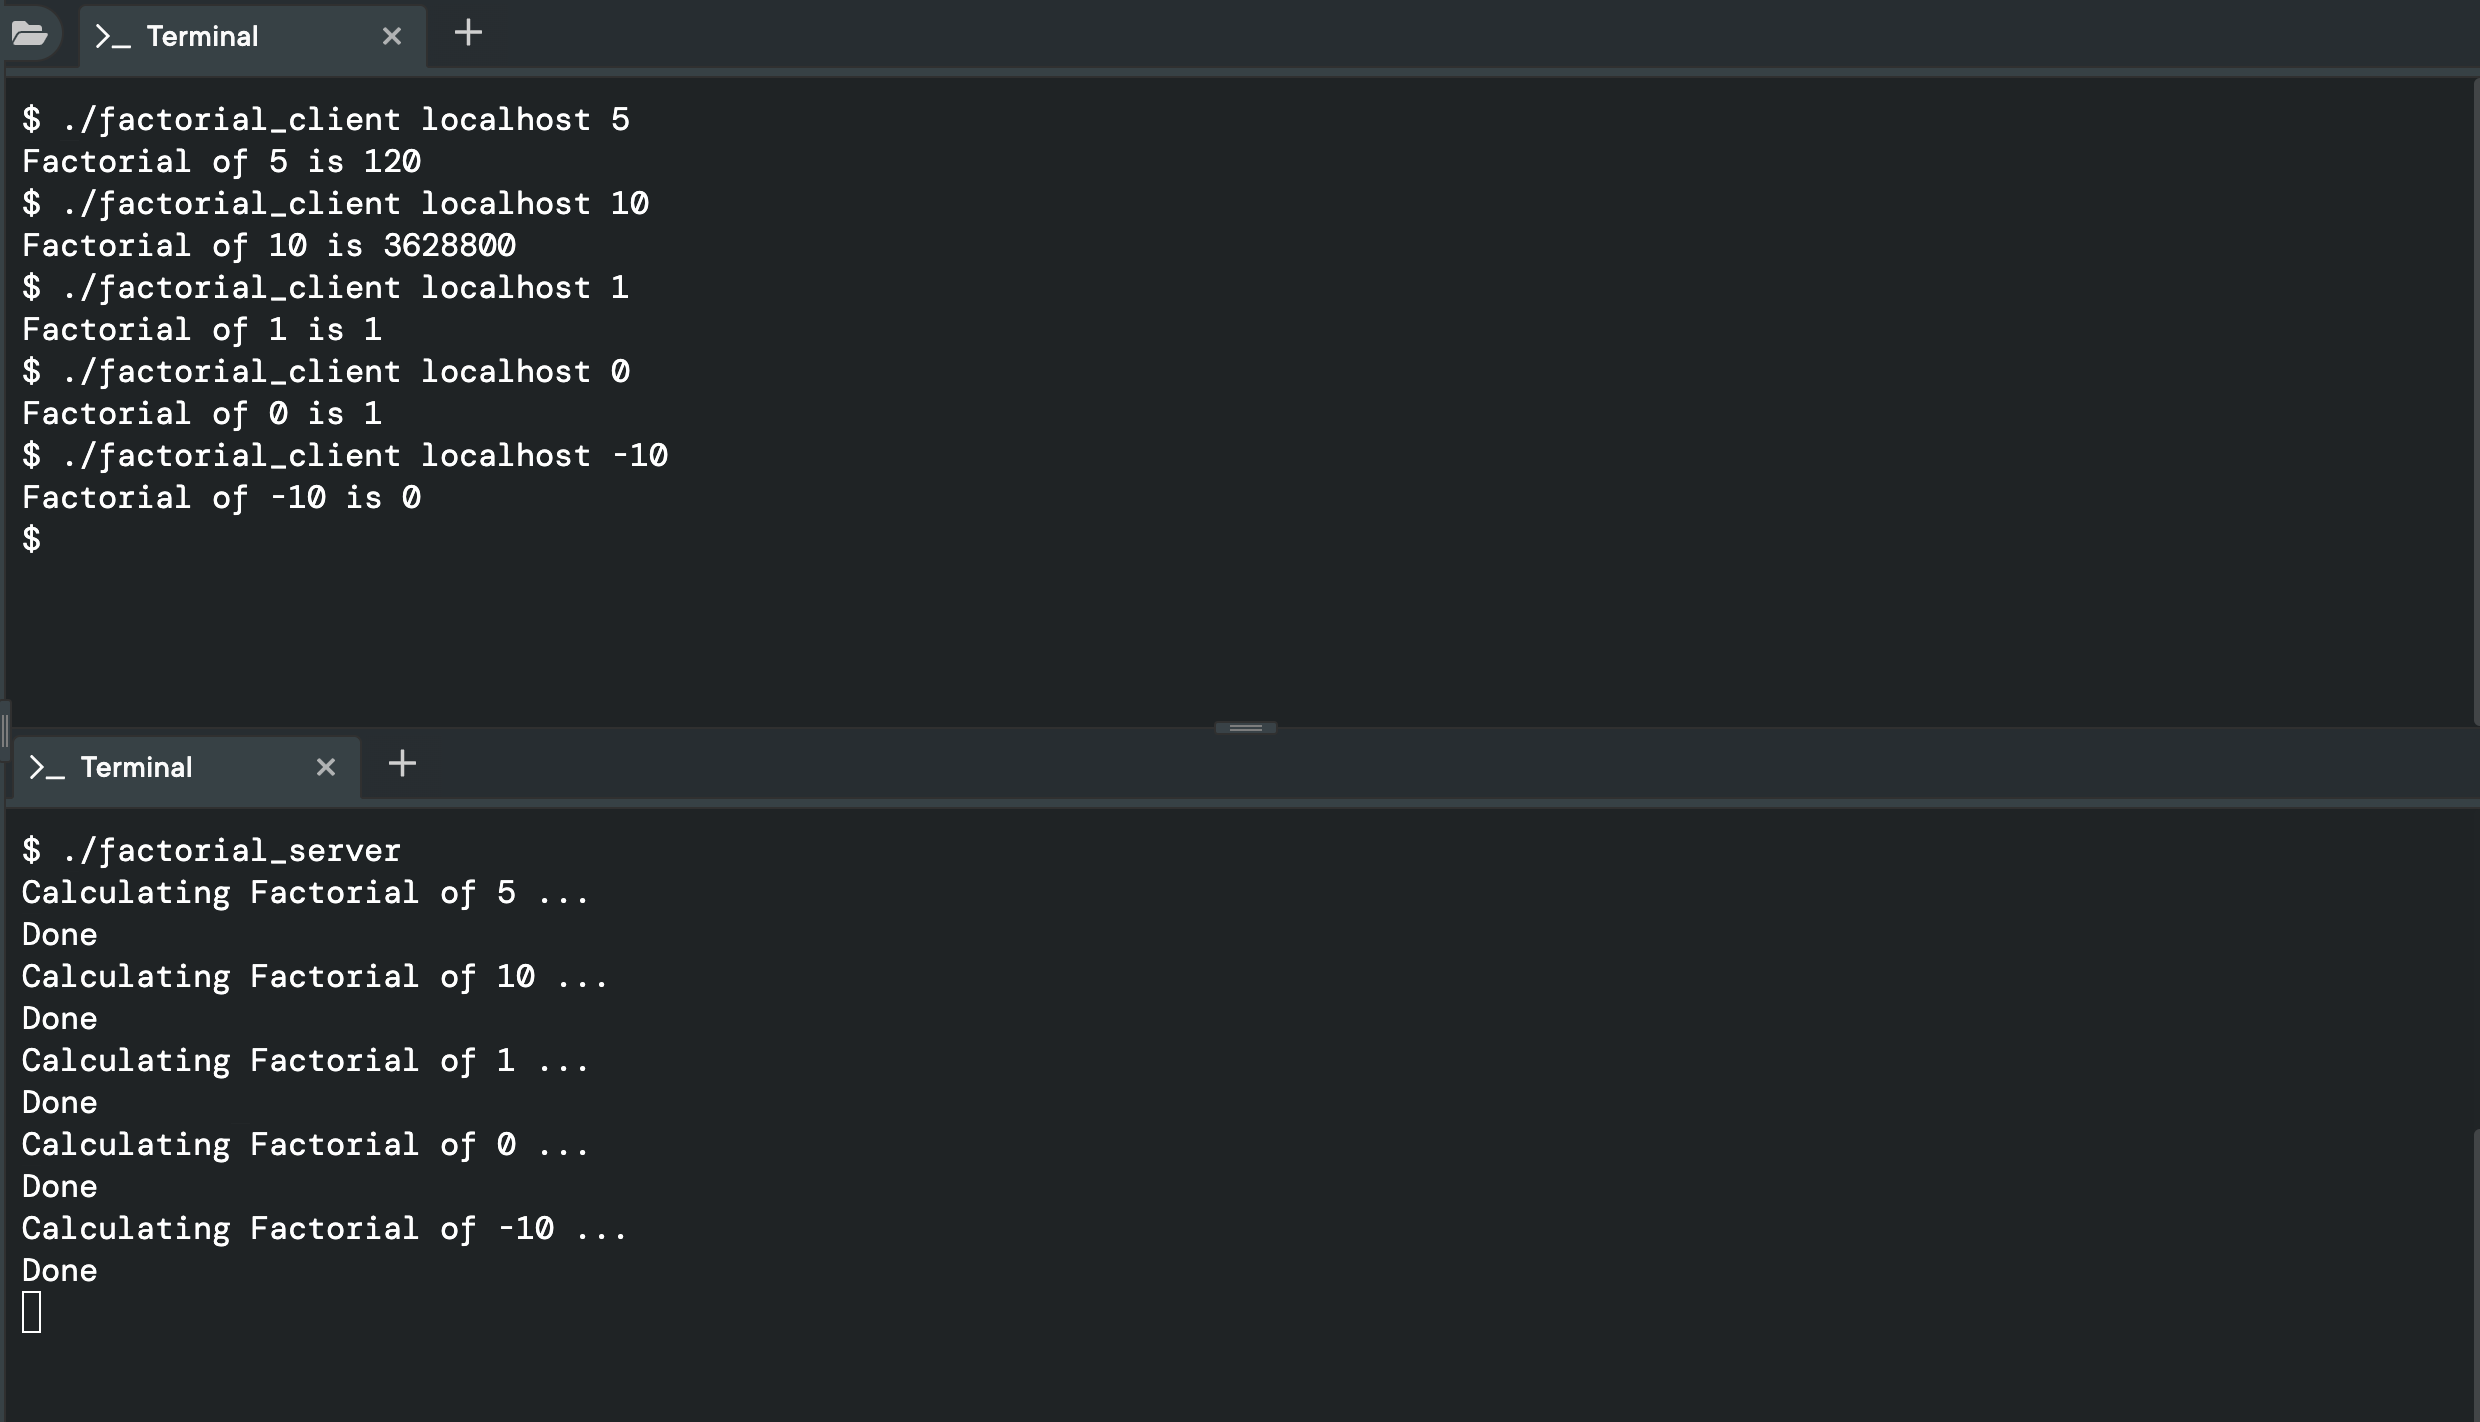 >_ Terminal × +
$ ./factorial_client localhost 5
Factorial of 5 is 120
$ ./factorial_client localhost 10
Factorial of 10 is 3628800
$ ./factorial_client localhost 1
Factorial of 1 is 1
$ ./factorial_client localhost 0
Factorial of 0 is 1
$ ./factorial_client localhost -10
Factorial of -10 is 0
$
>_ Terminal × +
$ ./factorial_server
Calculating Factorial of 5 ...
Done
Calculating Factorial of 10 ...
Done
Calculating Factorial of 1 ...
Done
Calculating Factorial of 0 ...
Done
Calculating Factorial of -10 ...
Done